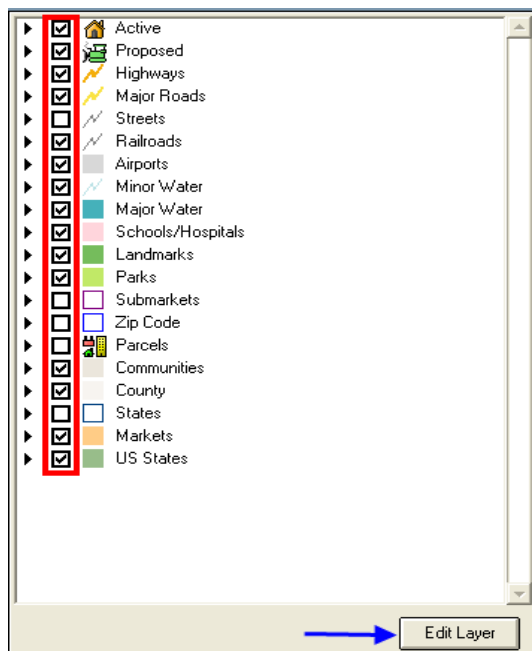 Active
Proposed
Highways
Major Roads
Streets
Railroads
Airports
Minor Water
Major Water
Schools/Hospitals
Landmarks
Parks
Submarkets
Zip Code
Parcels
Communities
County
States
Markets
US States
Edit Layer